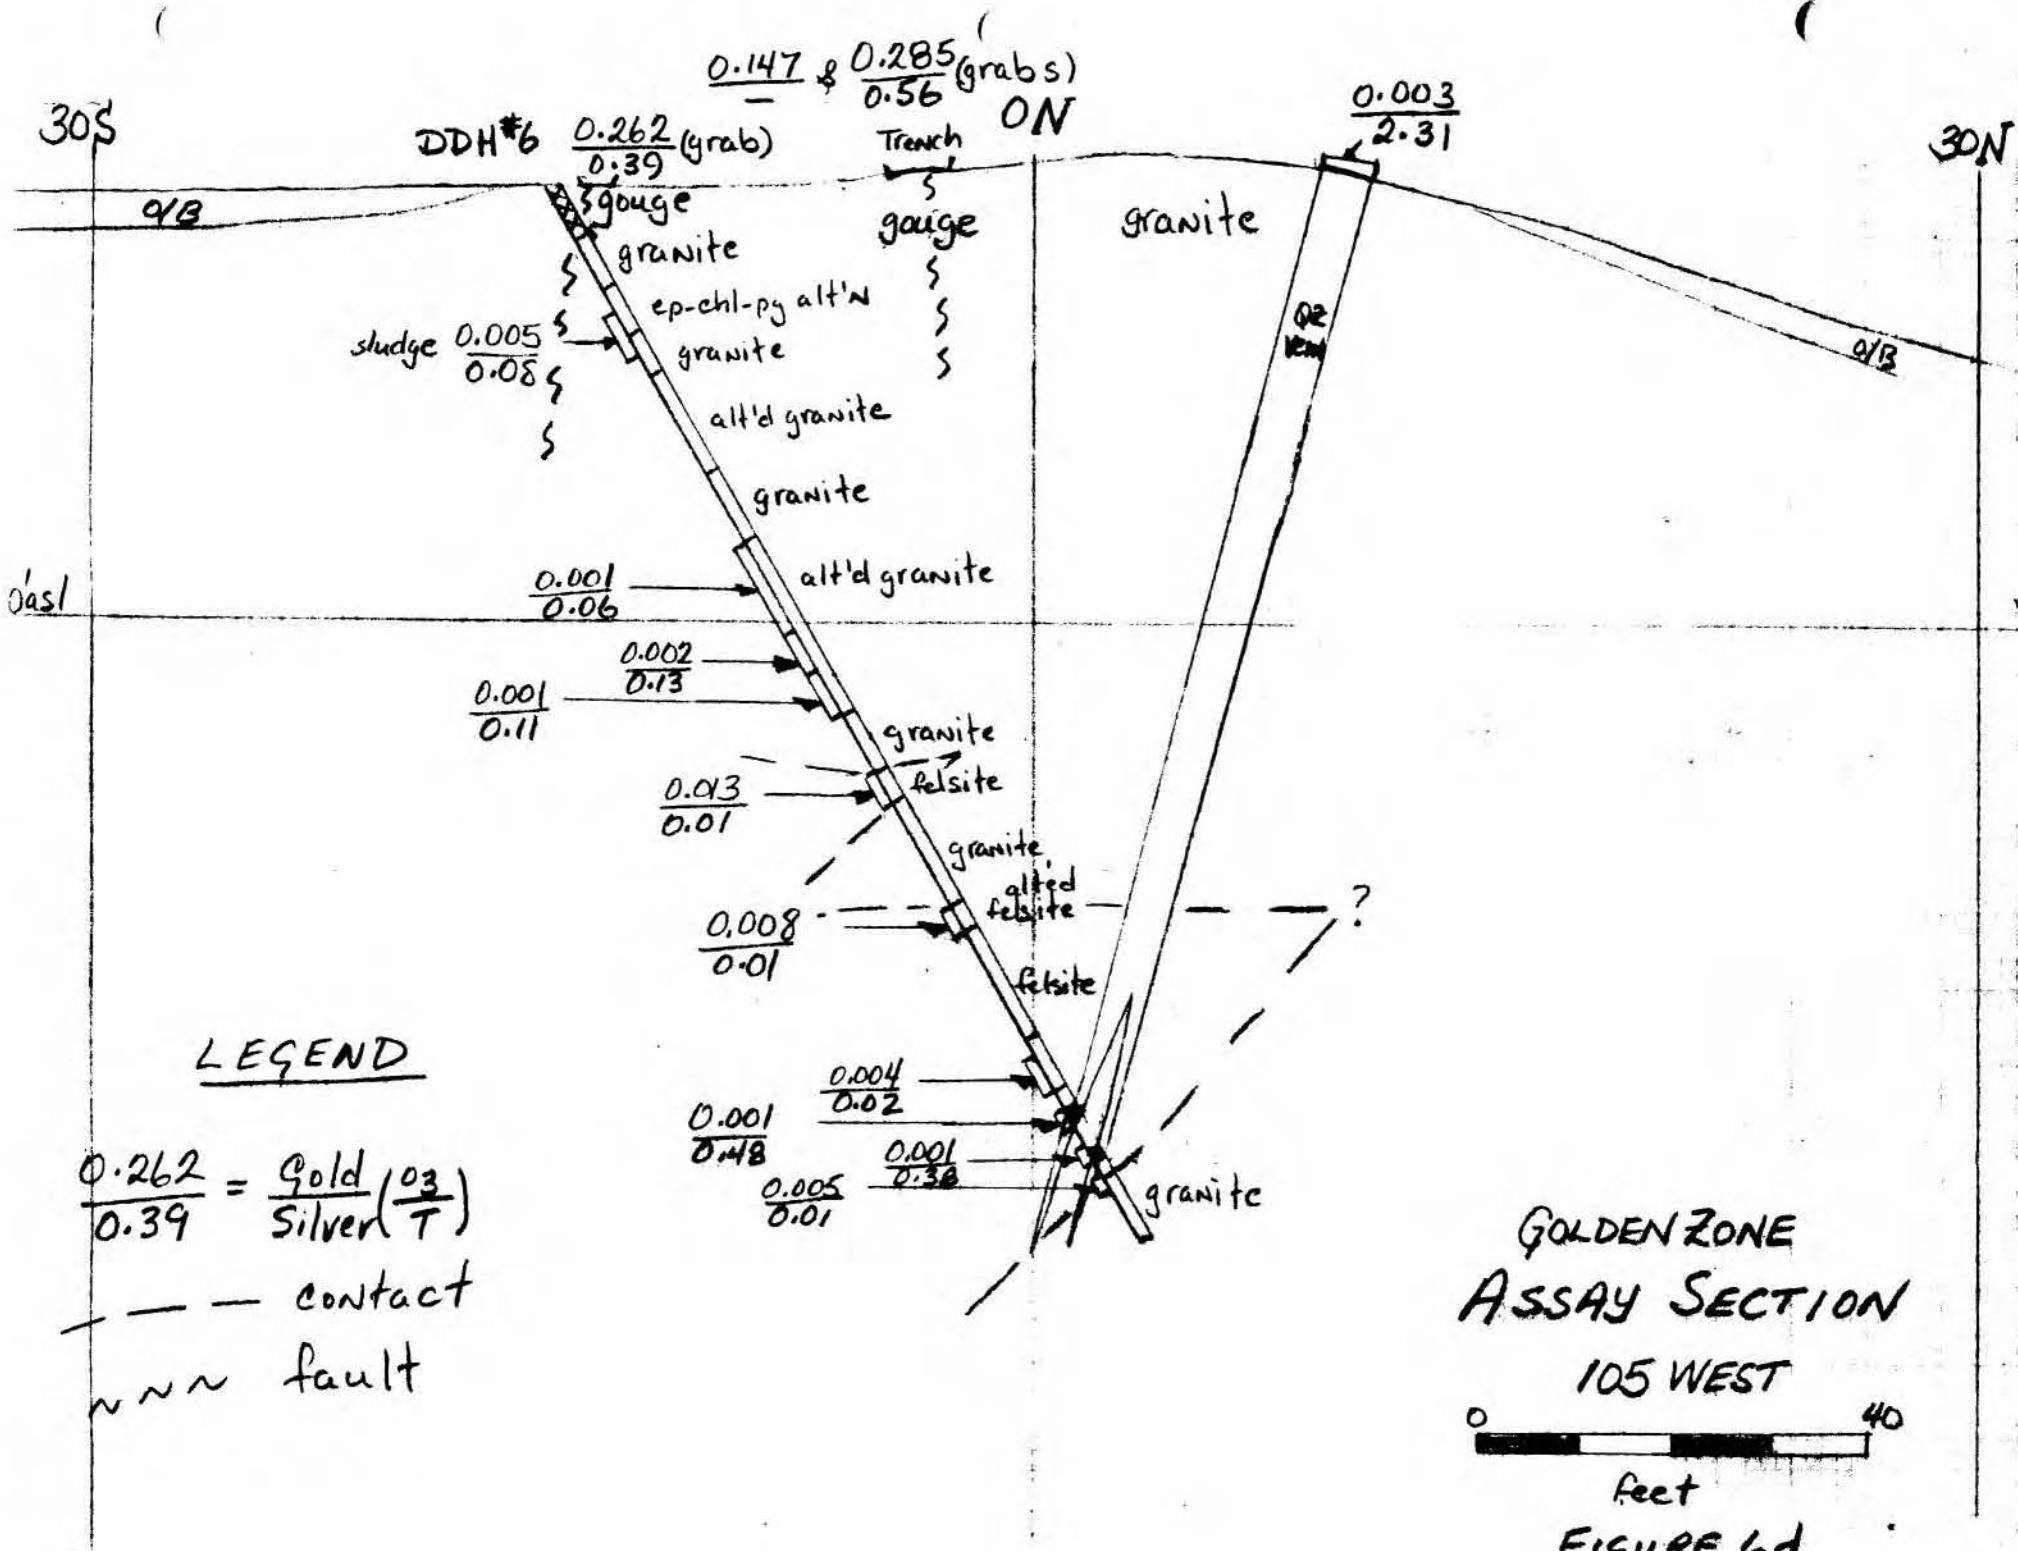 0.147 & 0.285 (grabs)
— 0.56
30S
DDH #6
0.262 (grab)
0.39
Trench
0N
0.003
2.31
30N
O/B
gouge
gouge
granite
granite
ep-chl-py alt'N
sludge 0.005
0.08
granite
Qz
Vein
O/B
alt'd granite
granite
alt'd granite
0.001
0.06
0'asl
0.002
0.13
0.001
0.11
granite
felsite
0.013
0.01
granite
alt'ed
felsite
?
0.008
0.01
felsite
LEGEND
0.004
0.02
0.001
0.48
0.001
0.38
0.005
0.01
granite
0.262 = Gold (oz)
0.39 Silver T
contact
fault
GOLDEN ZONE
ASSAY SECTION
105 WEST
0 40
feet
FIGURE 6d